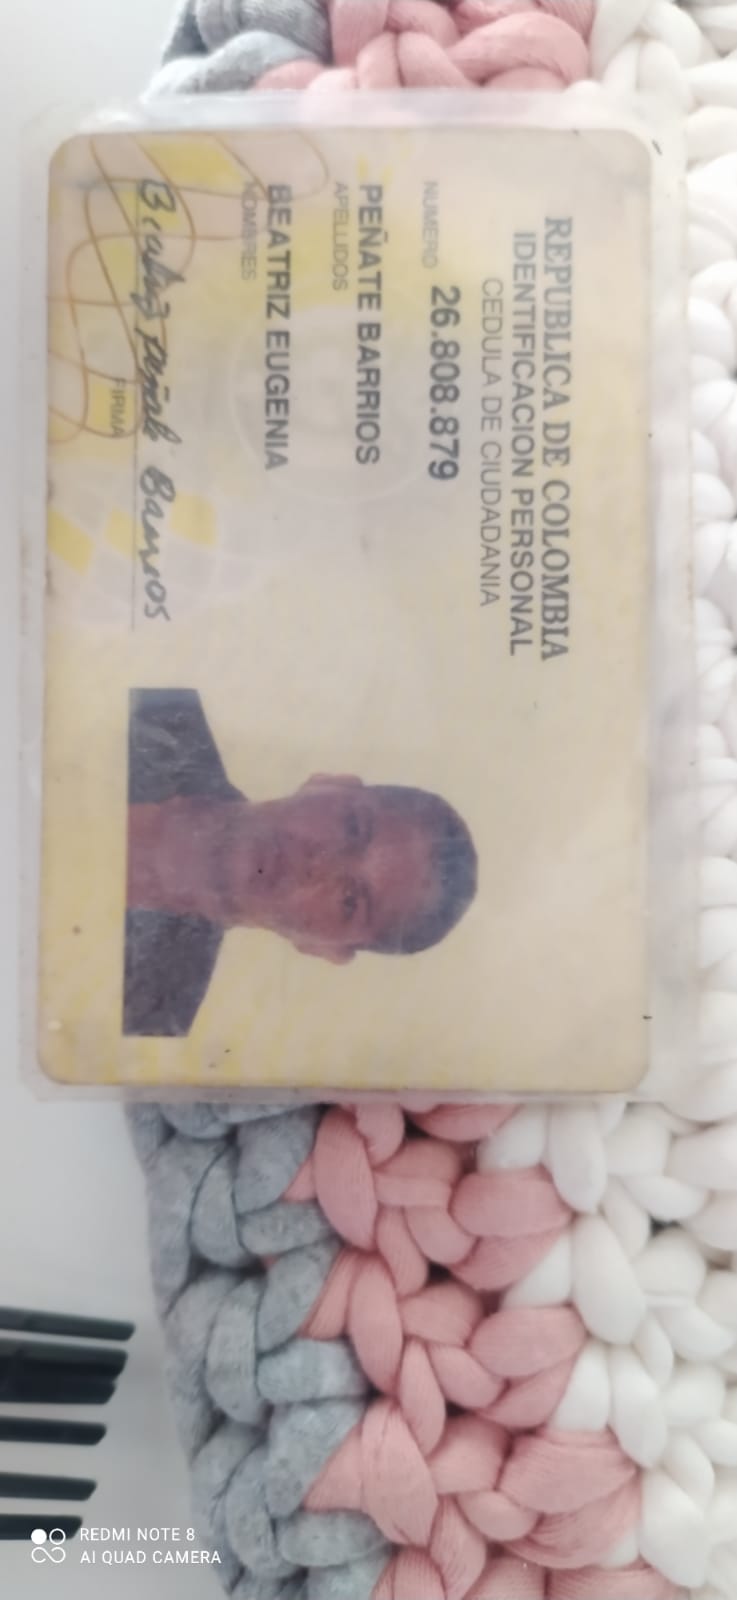 REPUBLICA DE COLOMBIA
IDENTIFICACION PERSONAL
CEDULA DE CIUDADANIA
NUMERO 26.808.879
PEÑATE BARRIOS
APELLIDOS
BEATRIZ EUGENIA
NOMBRES
Beatriz peñate Barrios
FIRMA
REDMI NOTE 8
AI QUAD CAMERA